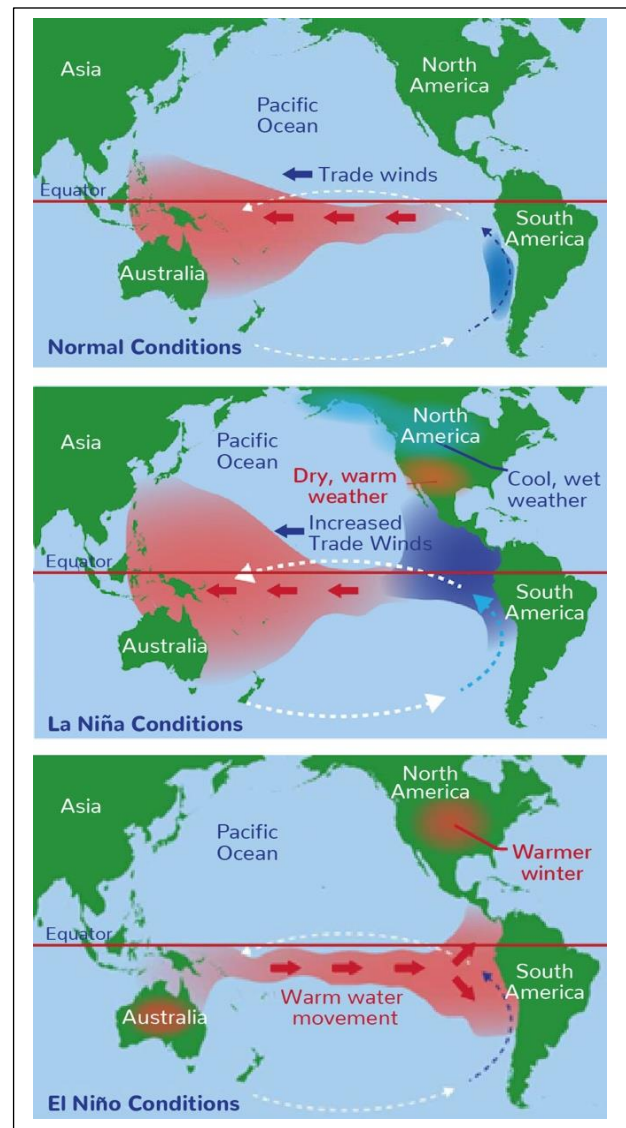 Asia
North
America
Pacific
Ocean
Trade winds
Equator
South
America
Australia
Normal Conditions
Asia
North
America
Pacific
Ocean
Dry, warm
weather
Cool, wet
weather
Increased
Trade Winds
Equator
South
America
Australia
La Niña Conditions
North
America
Asia
Pacific
Ocean
Warmer
winter
Equator
South
America
Australia
Warm water
movement
El Niño Conditions